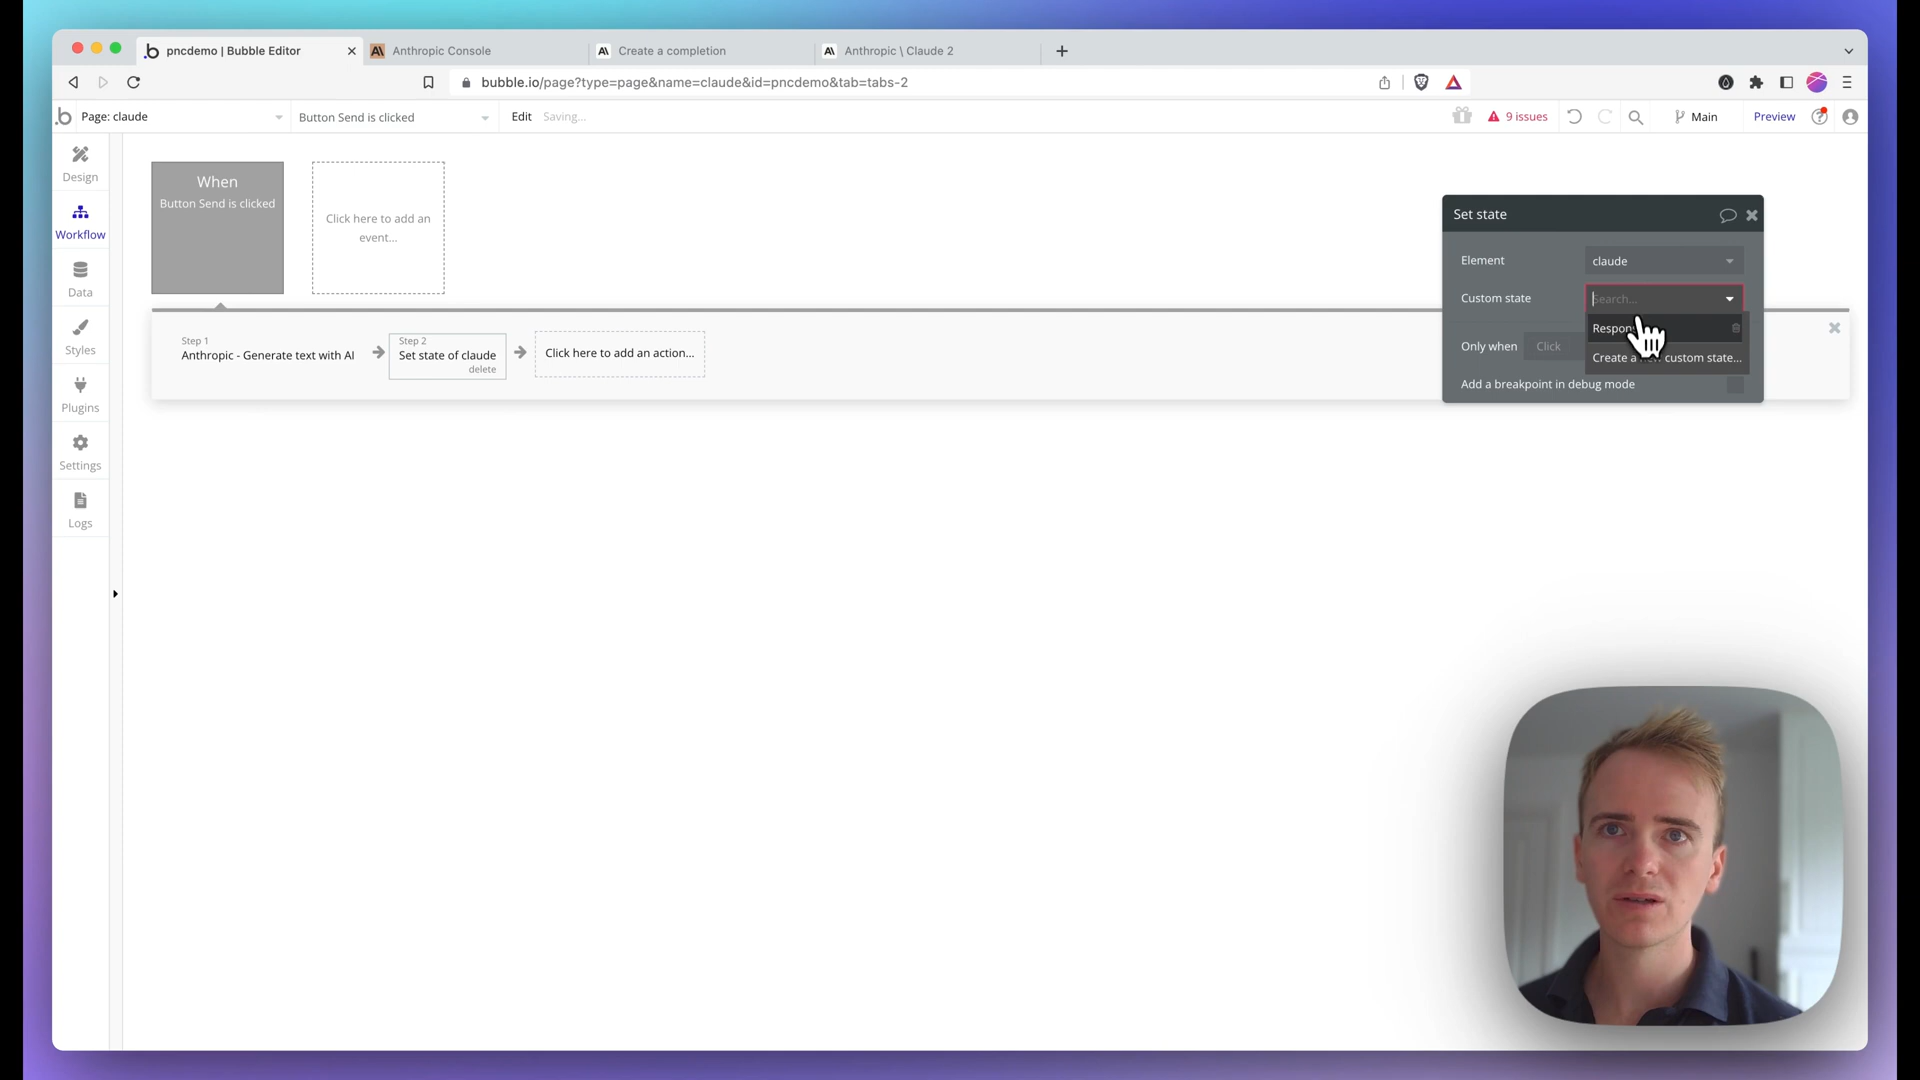 pncdemo | Bubble Editor
Anthropic Console
Create a completion
Anthropic \ Claude 2
bubble.io/page?type=page&name=claude&id=pncdemo&tab=tabs-2
Page: claude
Button Send is clicked
Edit
Saving...
9 issues
Main
Preview
Design
Workflow
Data
Styles
Plugins
Settings
Logs
When
Button Send is clicked
Click here to add an
event...
Step 1
Anthropic - Generate text with AI
Step 2
Set state of claude
delete
Click here to add an action...
Set state
Element
claude
Custom state
Search...
Only when
Click
Create a
custom state...
Add a breakpoint in debug mode